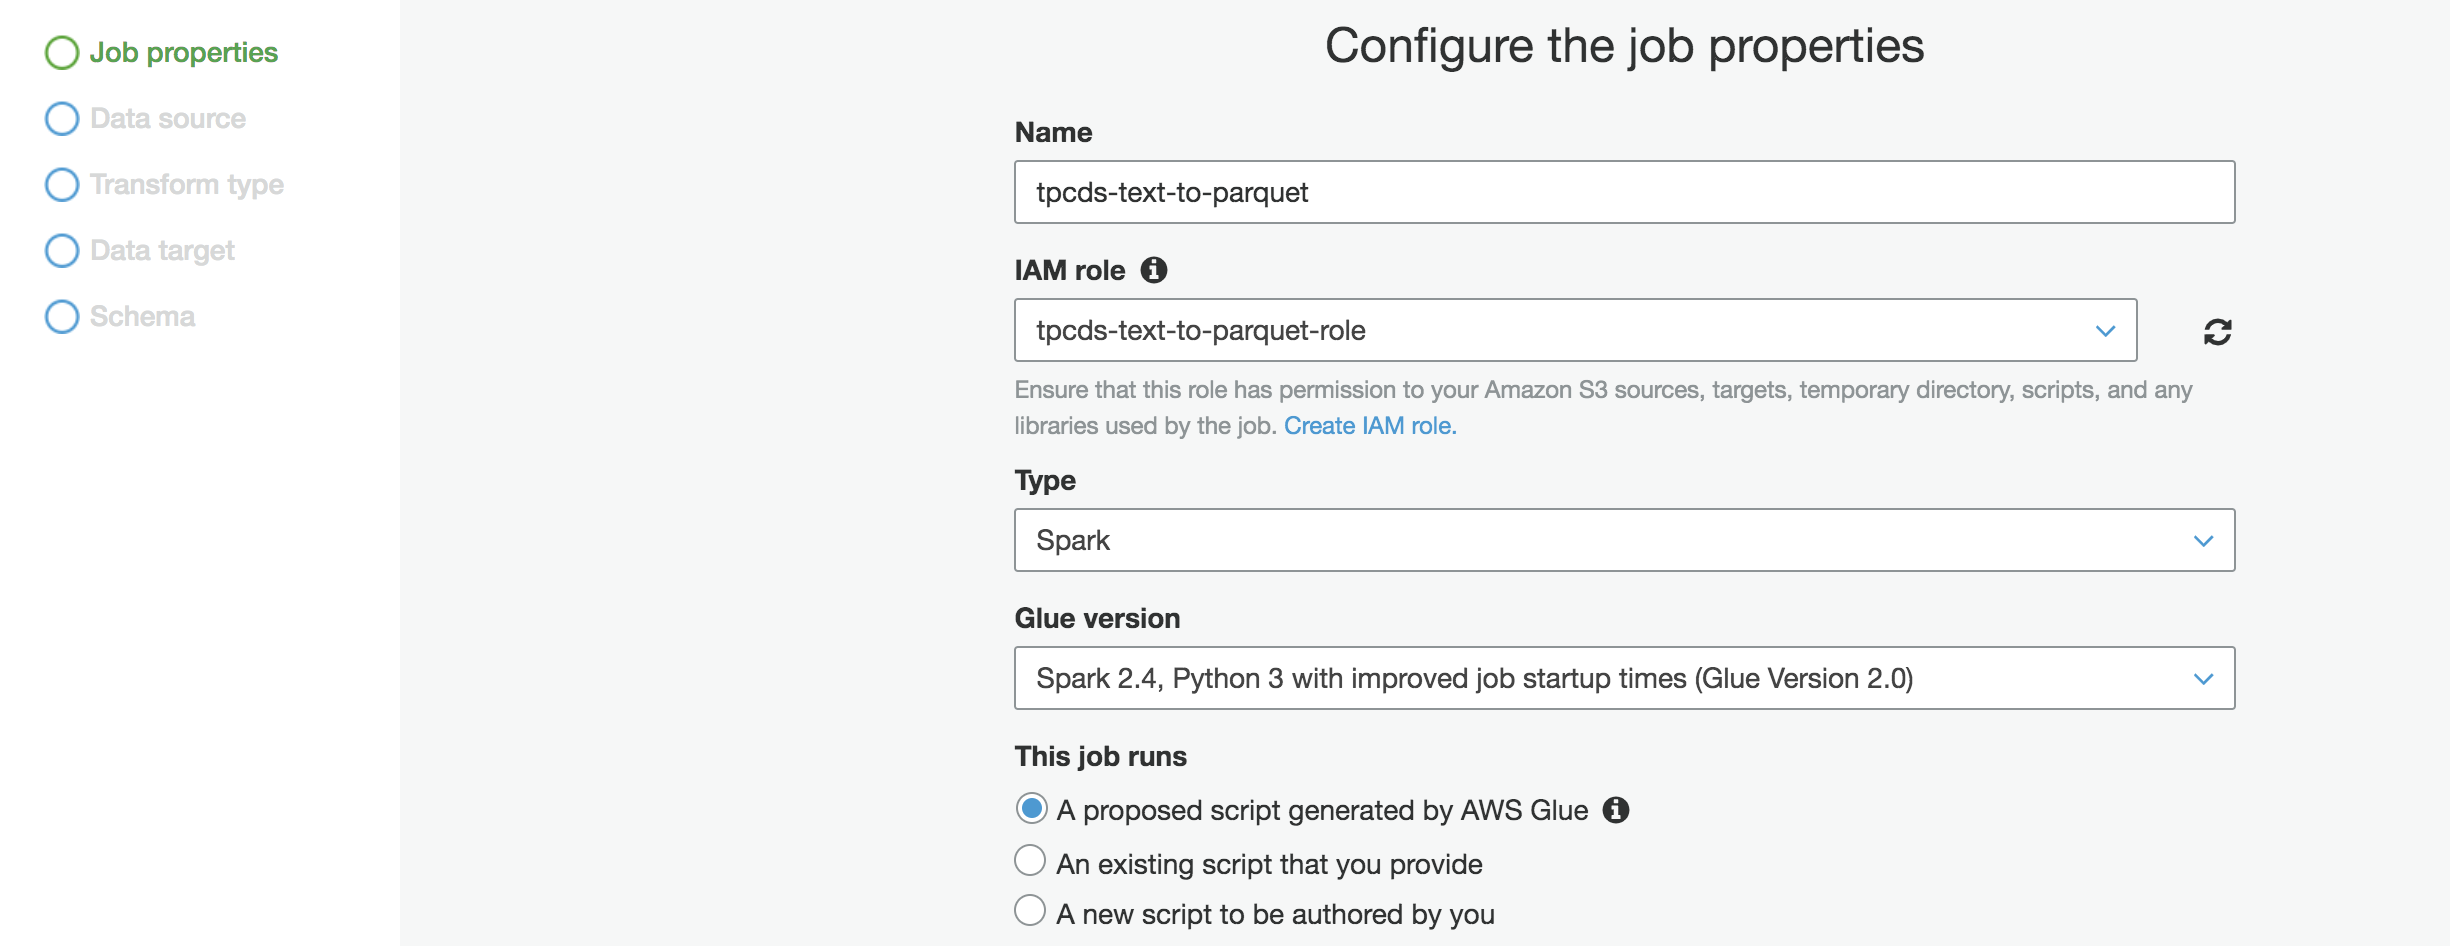 Job properties
Data source
Transform type
Data target
Schema
Configure the job properties
Name
tpcds-text-to-parquet
IAM role
tpcds-text-to-parquet-role
Ensure that this role has permission to your Amazon S3 sources, targets, temporary directory, scripts, and any
libraries used by the job. Create IAM role.
Type
Spark
Glue version
Spark 2.4, Python 3 with improved job startup times (Glue Version 2.0)
This job runs
A proposed script generated by AWS Glue
An existing script that you provide
A new script to be authored by you